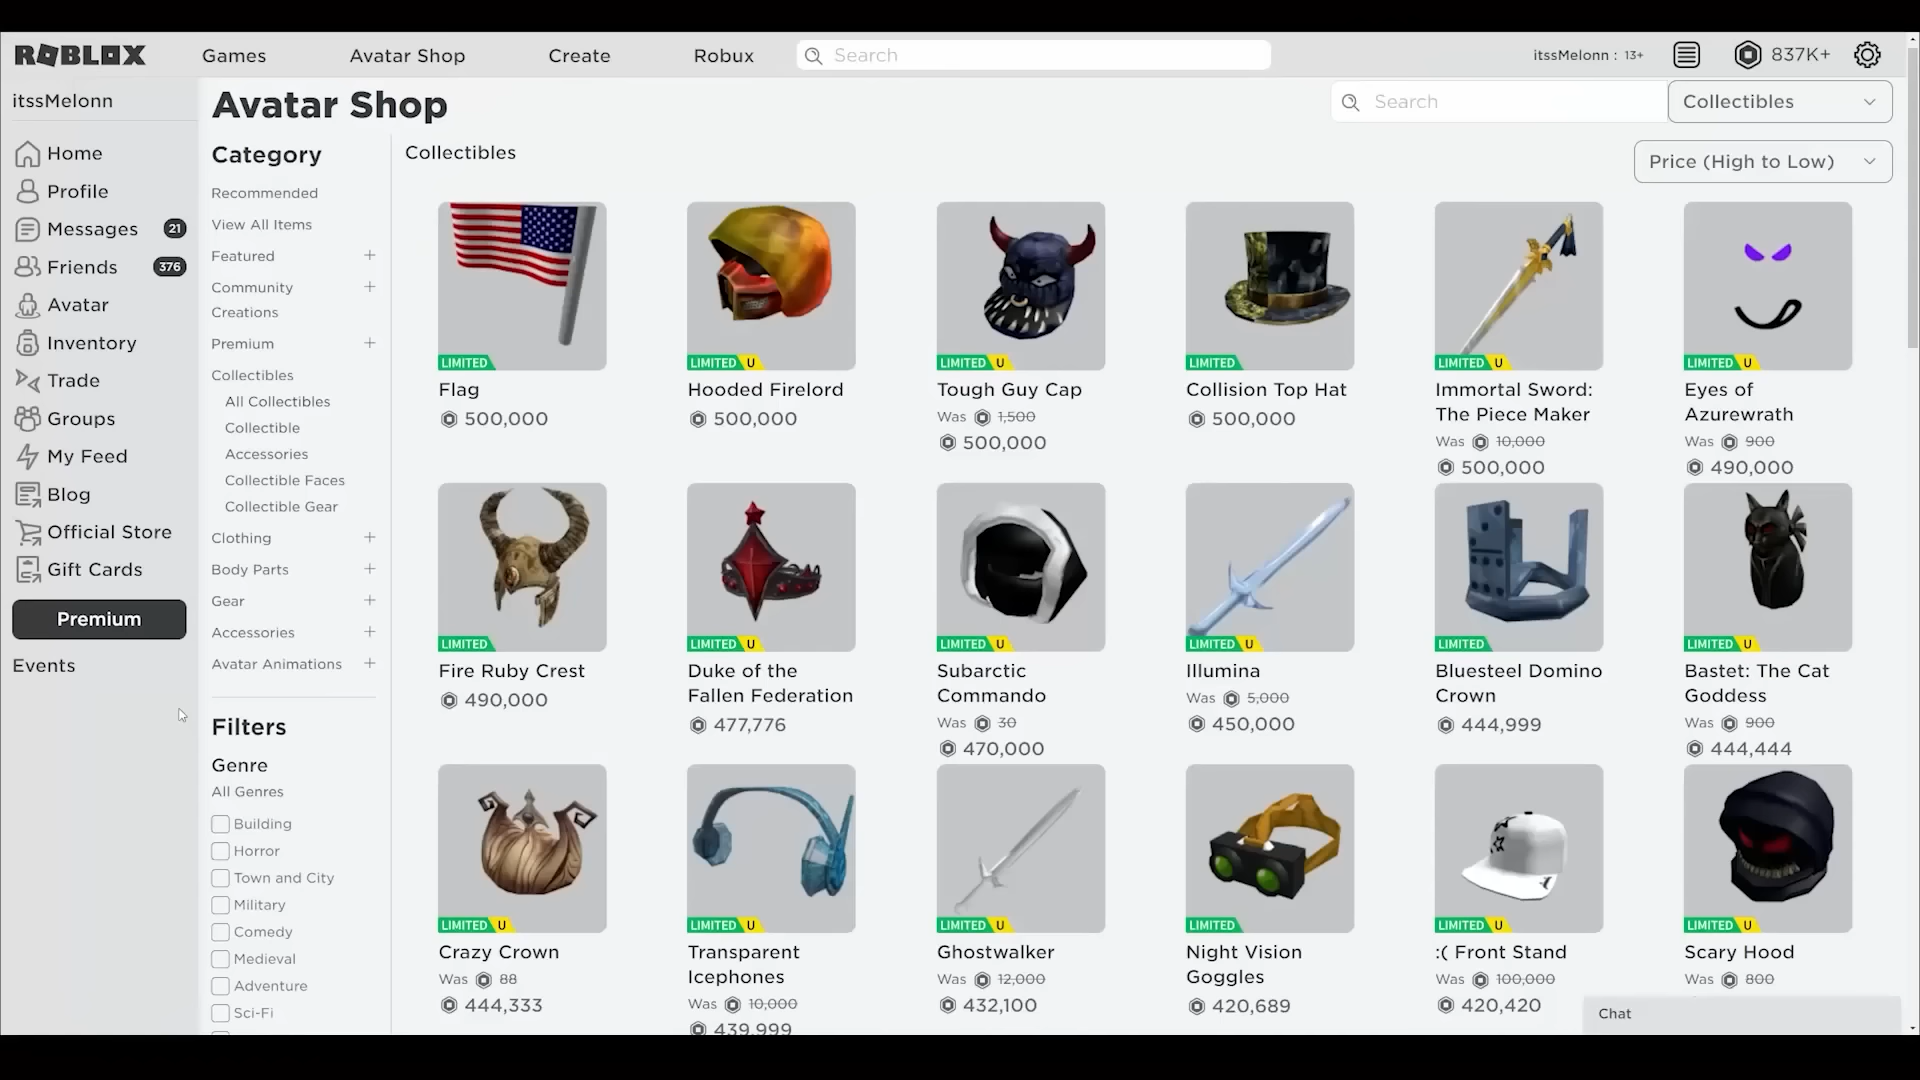 ROBLOX
Games
Avatar Shop
Create
Robux
Search
itssMelonn : 13+
837K+
itssMelonn
Home
Profile
Messages 21
Friends 376
Avatar
Inventory
Trade
Groups
My Feed
Blog
Official Store
Gift Cards
Premium
Events
Avatar Shop
Search
Collectibles
Category
Recommended
View All Items
Featured +
Community +
Creations
Premium +
Collectibles
All Collectibles
Collectible
Accessories
Collectible Faces
Collectible Gear
Clothing +
Body Parts +
Gear +
Accessories +
Avatar Animations +
Filters
Genre
All Genres
Building
Horror
Town and City
Military
Comedy
Medieval
Adventure
Sci-Fi
Collectibles
Price (High to Low)
LIMITED
Flag
500,000
LIMITED U
Hooded Firelord
500,000
LIMITED U
Tough Guy Cap
Was 1,500
500,000
LIMITED
Collision Top Hat
500,000
LIMITED U
Immortal Sword:
The Piece Maker
Was 10,000
500,000
LIMITED U
Eyes of
Azurewrath
Was 900
490,000
LIMITED
Fire Ruby Crest
490,000
LIMITED U
Duke of the
Fallen Federation
477,776
LIMITED U
Subarctic
Commando
Was 30
470,000
LIMITED U
Illumina
Was 5,000
450,000
LIMITED
Bluesteel Domino
Crown
444,999
LIMITED U
Bastet: The Cat
Goddess
Was 900
444,444
LIMITED U
Crazy Crown
Was 88
444,333
LIMITED U
Transparent
Icephones
Was 10,000
439,999
LIMITED U
Ghostwalker
Was 12,000
432,100
LIMITED
Night Vision
Goggles
420,689
LIMITED U
:( Front Stand
Was 100,000
420,420
LIMITED U
Scary Hood
Was 800
Chat